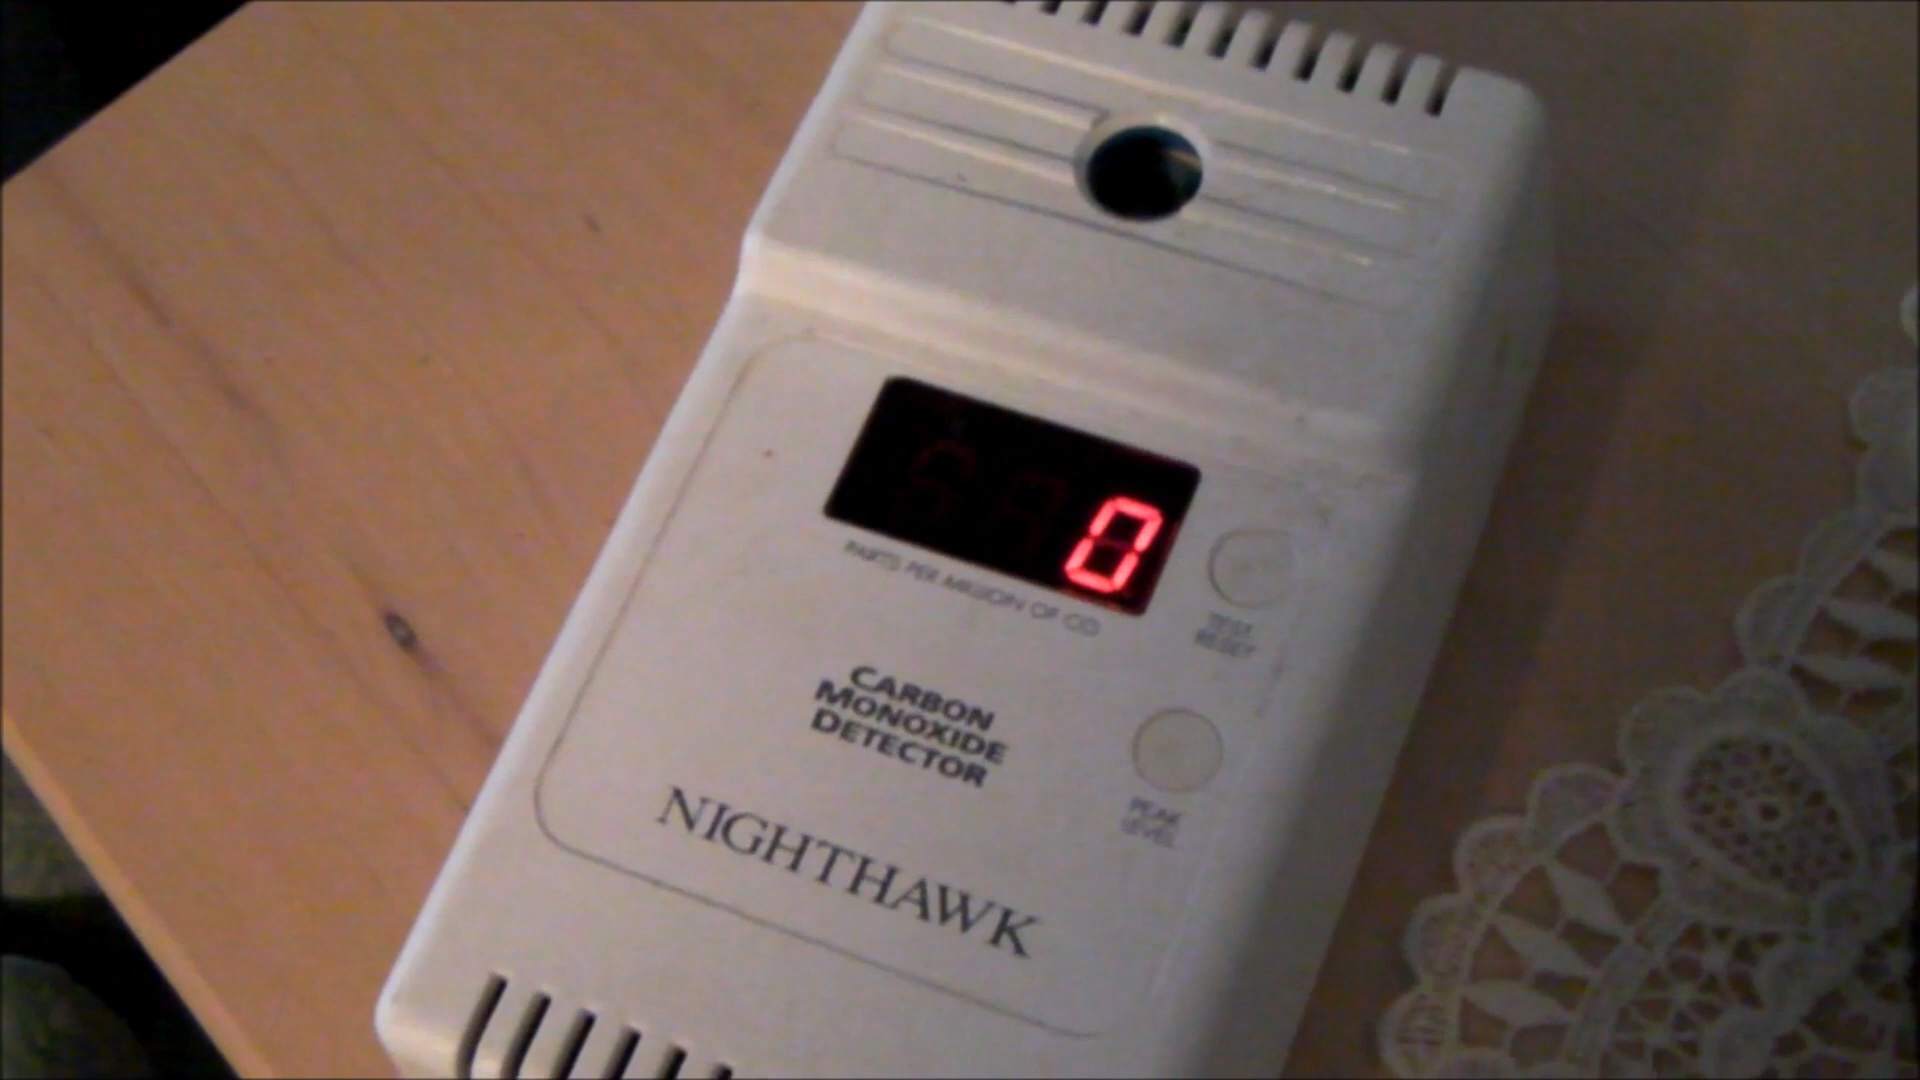 0
PARTS PER MILLION OF CO
TEST
RESET
CARBON
MONOXIDE
DETECTOR
PEAK
LEVEL
NIGHTHAWK